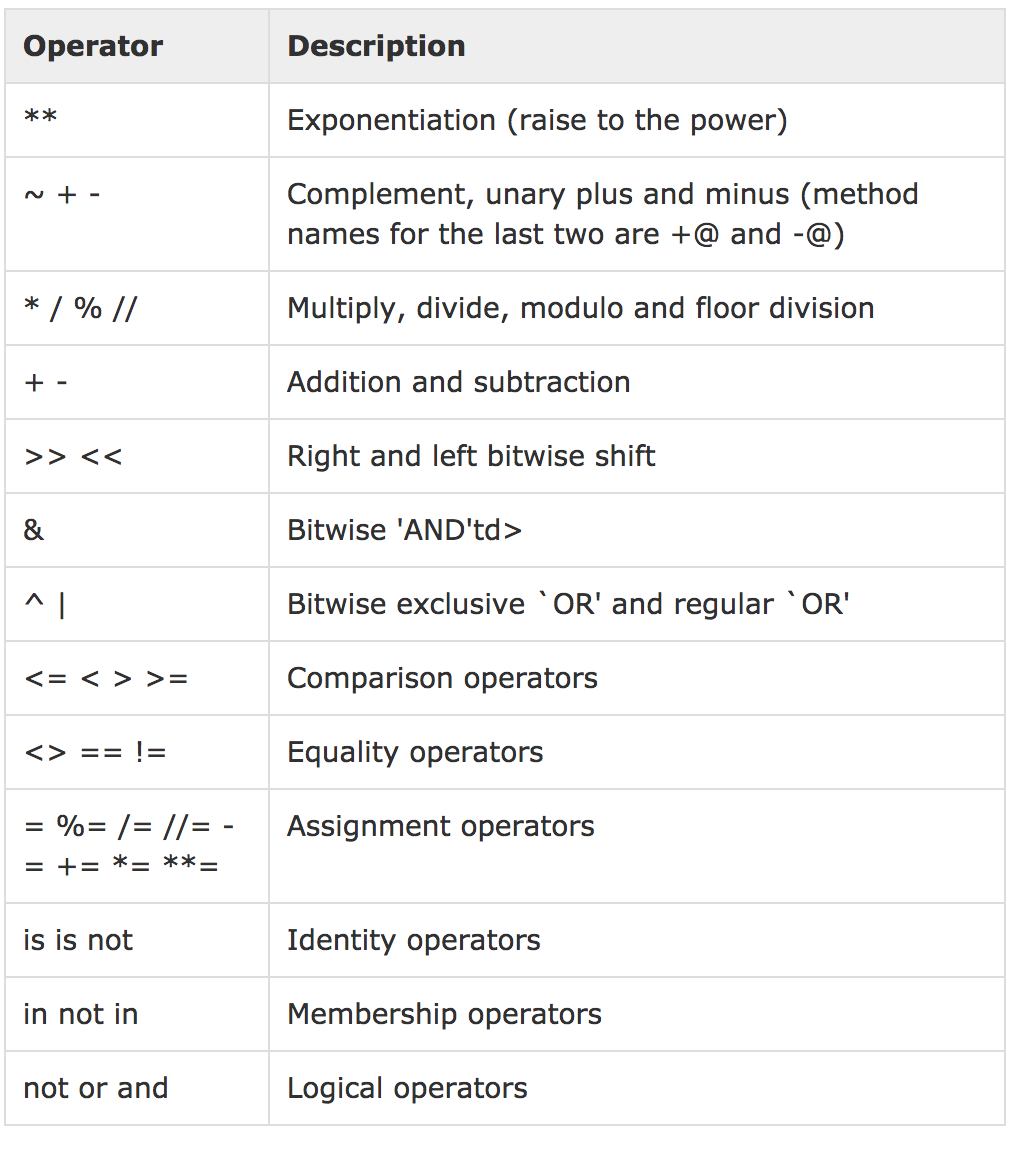 Operator Description
** Exponentiation (raise to the power)
~ + - Complement, unary plus and minus (method
names for the last two are +@ and -@)
* / % // Multiply, divide, modulo and floor division
+ - Addition and subtraction
>> << Right and left bitwise shift
& Bitwise 'AND'td>
^ | Bitwise exclusive `OR' and regular `OR'
<= < > >= Comparison operators
<> == != Equality operators
= %= /= //= - Assignment operators
= += *= **=
is is not Identity operators
in not in Membership operators
not or and Logical operators